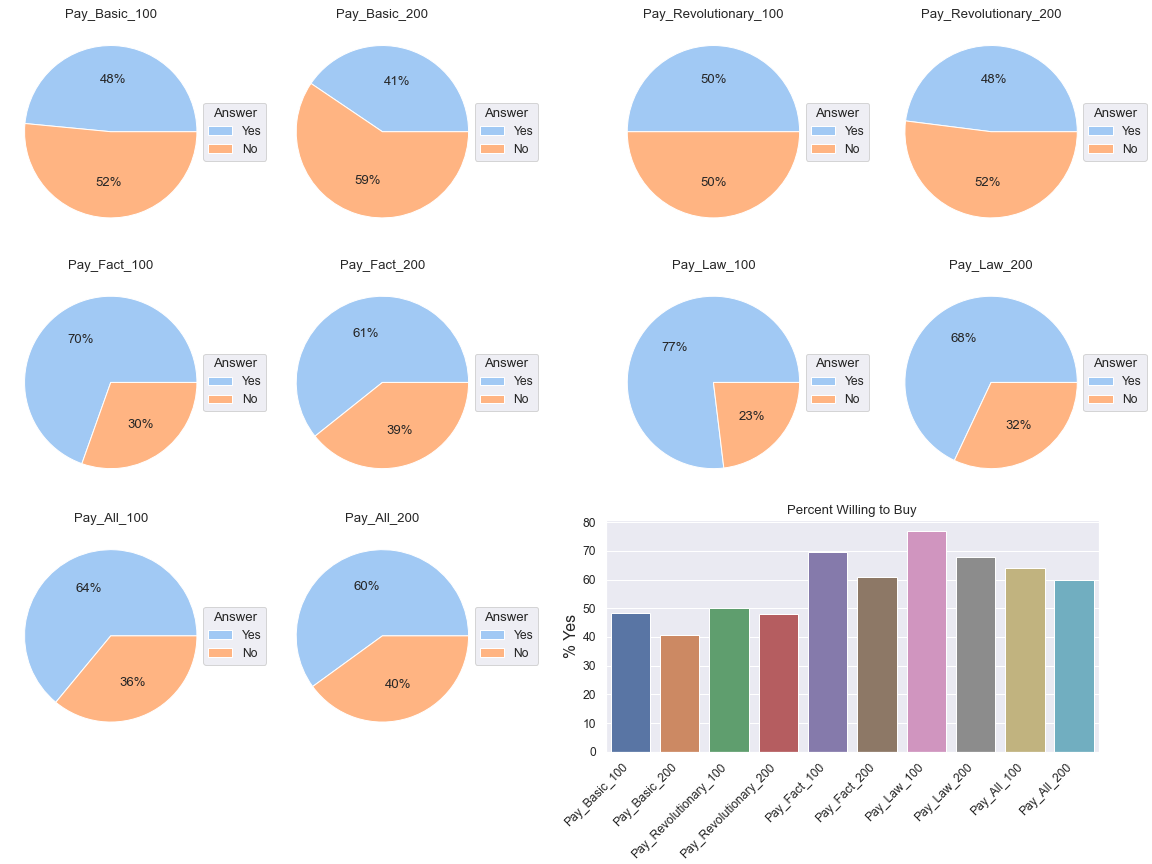 Pay_Basic_100
48%
52%
Answer
Yes
No
Pay_Basic_200
41%
59%
Answer
Yes
No
Pay_Revolutionary_100
50%
50%
Answer
Yes
No
Pay_Revolutionary_200
48%
52%
Answer
Yes
No
Pay_Fact_100
70%
30%
Answer
Yes
No
Pay_Fact_200
61%
39%
Answer
Yes
No
Pay_Law_100
77%
23%
Answer
Yes
No
Pay_Law_200
68%
32%
Answer
Yes
No
Pay_All_100
64%
36%
Answer
Yes
No
Pay_All_200
60%
40%
Answer
Yes
No
Percent Willing to Buy
% Yes
80
70
60
50
40
30
20
10
0
Pay_Basic_100
Pay_Basic_200
Pay_Revolutionary_100
Pay_Revolutionary_200
Pay_Fact_100
Pay_Fact_200
Pay_Law_100
Pay_Law_200
Pay_All_100
Pay_All_200